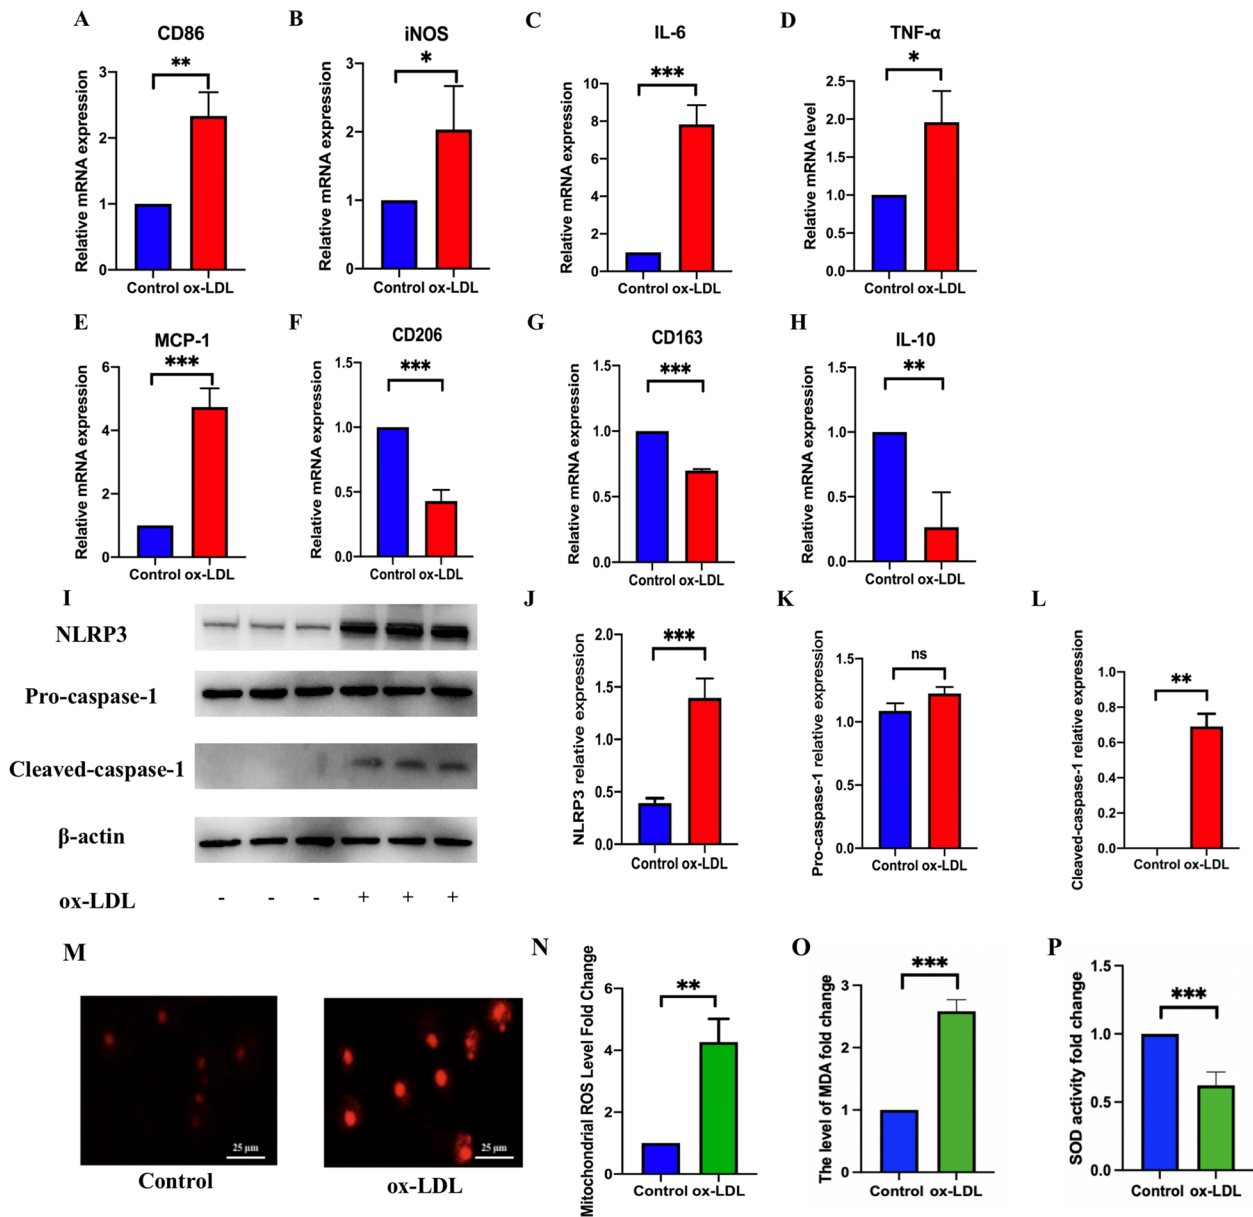 A
CD86
**
Relative mRNA expression
3
2
1
0
Control ox-LDL
B
iNOS
*
Relative mRNA expression
3
2
1
0
Control ox-LDL
C
IL-6
***
Relative mRNA expression
10
8
6
4
2
0
Control ox-LDL
D
TNF-α
*
Relative mRNA level
2.5
2.0
1.5
1.0
0.5
0.0
Control ox-LDL
E
MCP-1
***
Relative mRNA expression
6
4
2
0
Control ox-LDL
F
CD206
***
Relative mRNA expression
1.5
1.0
0.5
0.0
Control ox-LDL
G
CD163
***
Relative mRNA expression
1.5
1.0
0.5
0.0
Control ox-LDL
H
IL-10
**
Relative mRNA expression
1.5
1.0
0.5
0.0
Control ox-LDL
I
NLRP3
Pro-caspase-1
Cleaved-caspase-1
β-actin
ox-LDL - - - + + +
J
***
NLRP3 relative expression
2.0
1.5
1.0
0.5
0.0
Control ox-LDL
K
ns
Pro-caspase-1 relative expression
1.5
1.0
0.5
0.0
Control ox-LDL
L
**
Cleaved-caspase-1 relative expression
1.0
0.8
0.6
0.4
0.2
0.0
Control ox-LDL
M
25 μm
Control
25 μm
ox-LDL
N
**
Mitochondrial ROS Level Fold Change
6
4
2
0
Control ox-LDL
O
***
The level of MDA fold change
3
2
1
0
Control ox-LDL
P
***
SOD activity fold change
1.5
1.0
0.5
0.0
Control ox-LDL